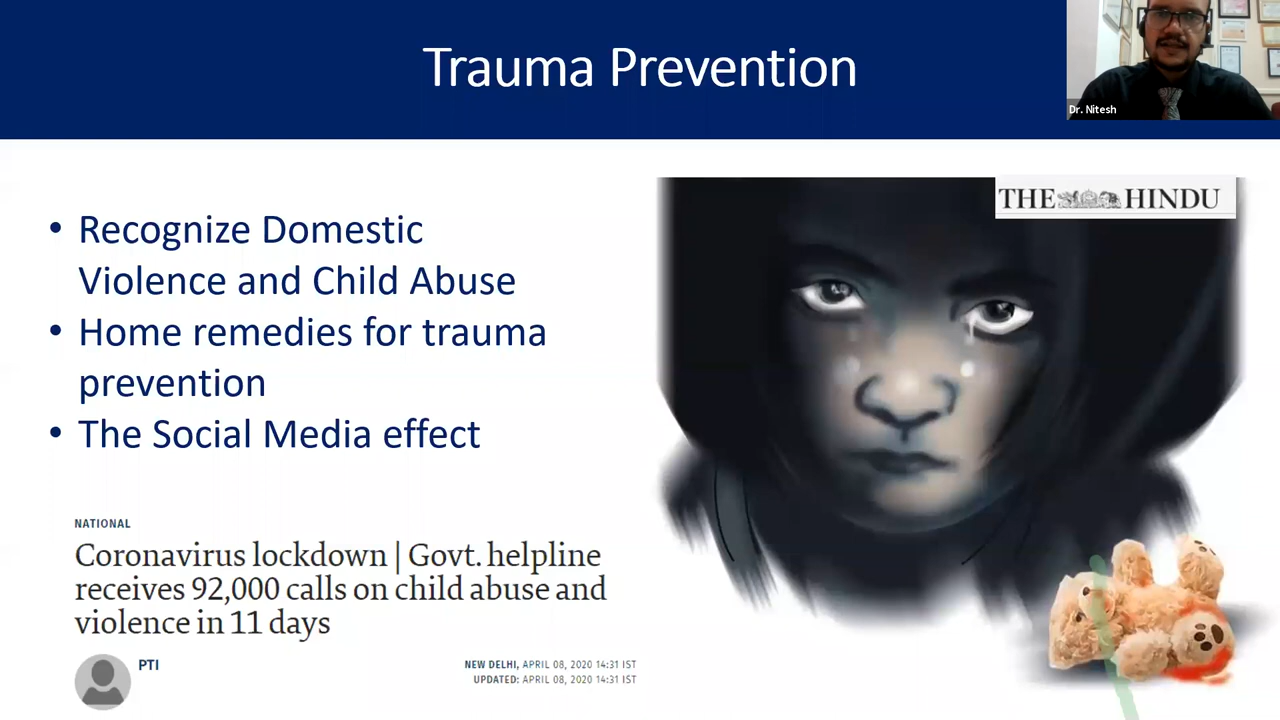 Trauma Prevention
Dr. Nitesh
THE HINDU
• Recognize Domestic
Violence and Child Abuse
• Home remedies for trauma
prevention
• The Social Media effect
NATIONAL
Coronavirus lockdown | Govt. helpline
receives 92,000 calls on child abuse and
violence in 11 days
PTI
NEW DELHI, APRIL 08, 2020 14:31 IST
UPDATED: APRIL 08, 2020 14:31 IST